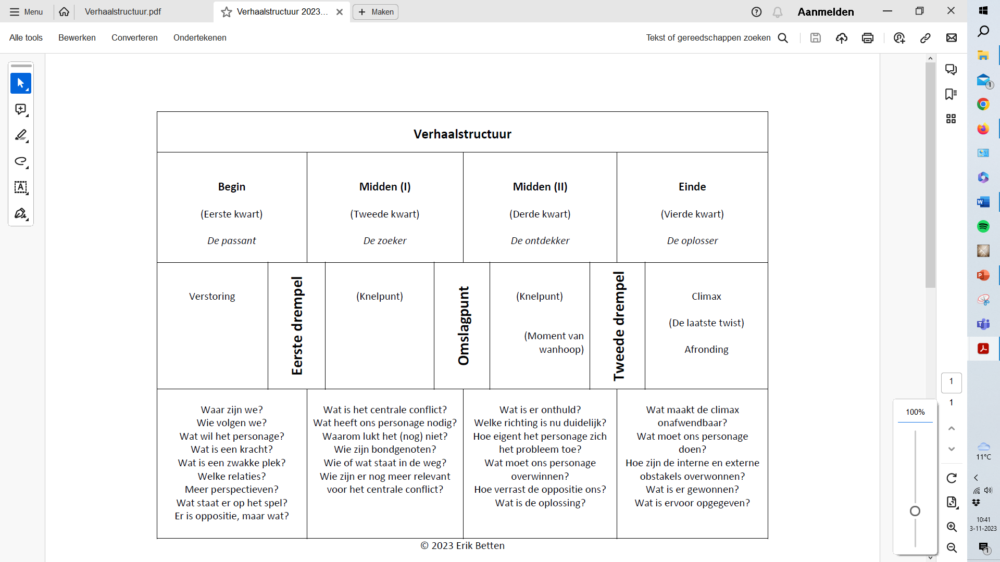 Menu
Verhaalstructuur.pdf
Verhaalstructuur 2023...
Maken
Aanmelden
Alle tools
Bewerken
Converteren
Ondertekenen
Tekst of gereedschappen zoeken
Verhaalstructuur
Begin
(Eerste kwart)
De passant
Midden (I)
(Tweede kwart)
De zoeker
Midden (II)
(Derde kwart)
De ontdekker
Einde
(Vierde kwart)
De oplosser
Verstoring
Eerste drempel
(Knelpunt)
Omslagpunt
(Knelpunt)
(Moment van
wanhoop)
Tweede drempel
Climax
(De laatste twist)
Afronding
Waar zijn we?
Wie volgen we?
Wat wil het personage?
Wat is een kracht?
Wat is een zwakke plek?
Welke relaties?
Meer perspectieven?
Wat staat er op het spel?
Er is oppositie, maar wat?
Wat is het centrale conflict?
Wat heeft ons personage nodig?
Waarom lukt het (nog) niet?
Wie zijn bondgenoten?
Wie of wat staat in de weg?
Wie zijn er nog meer relevant
voor het centrale conflict?
Wat is er onthuld?
Welke richting is nu duidelijk?
Hoe eigent het personage zich
het probleem toe?
Wat moet ons personage
overwinnen?
Hoe verrast de oppositie ons?
Wat is de oplossing?
Wat maakt de climax
onafwendbaar?
Wat moet ons personage
doen?
Hoe zijn de interne en externe
obstakels overwonnen?
Wat is er gewonnen?
Wat is ervoor opgegeven?
© 2023 Erik Betten
1
1
100%
1
11°C
10:41
3-11-2023
1